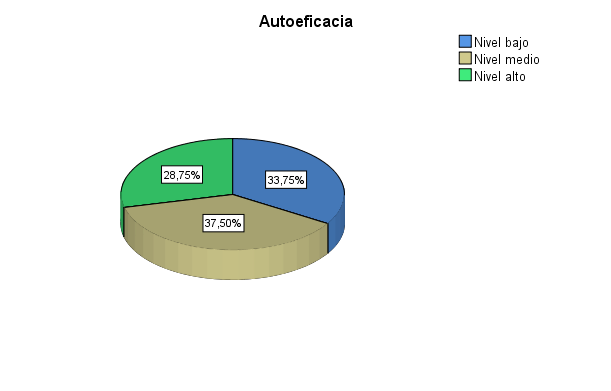 Autoeficacia
Nivel bajo
Nivel medio
Nivel alto
28,75%
33,75%
37,50%